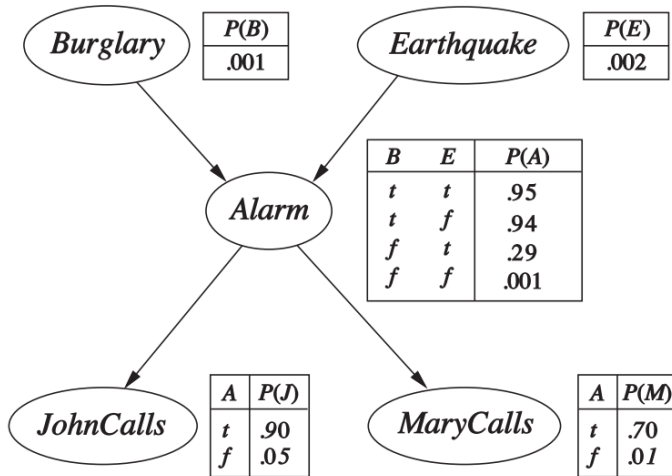 Burglary
P(B)
.001
Earthquake
P(E)
.002
B E P(A)
t t .95
t f .94
f t .29
f f .001
Alarm
JohnCalls
A P(J)
t .90
f .05
MaryCalls
A P(M)
t .70
f .01